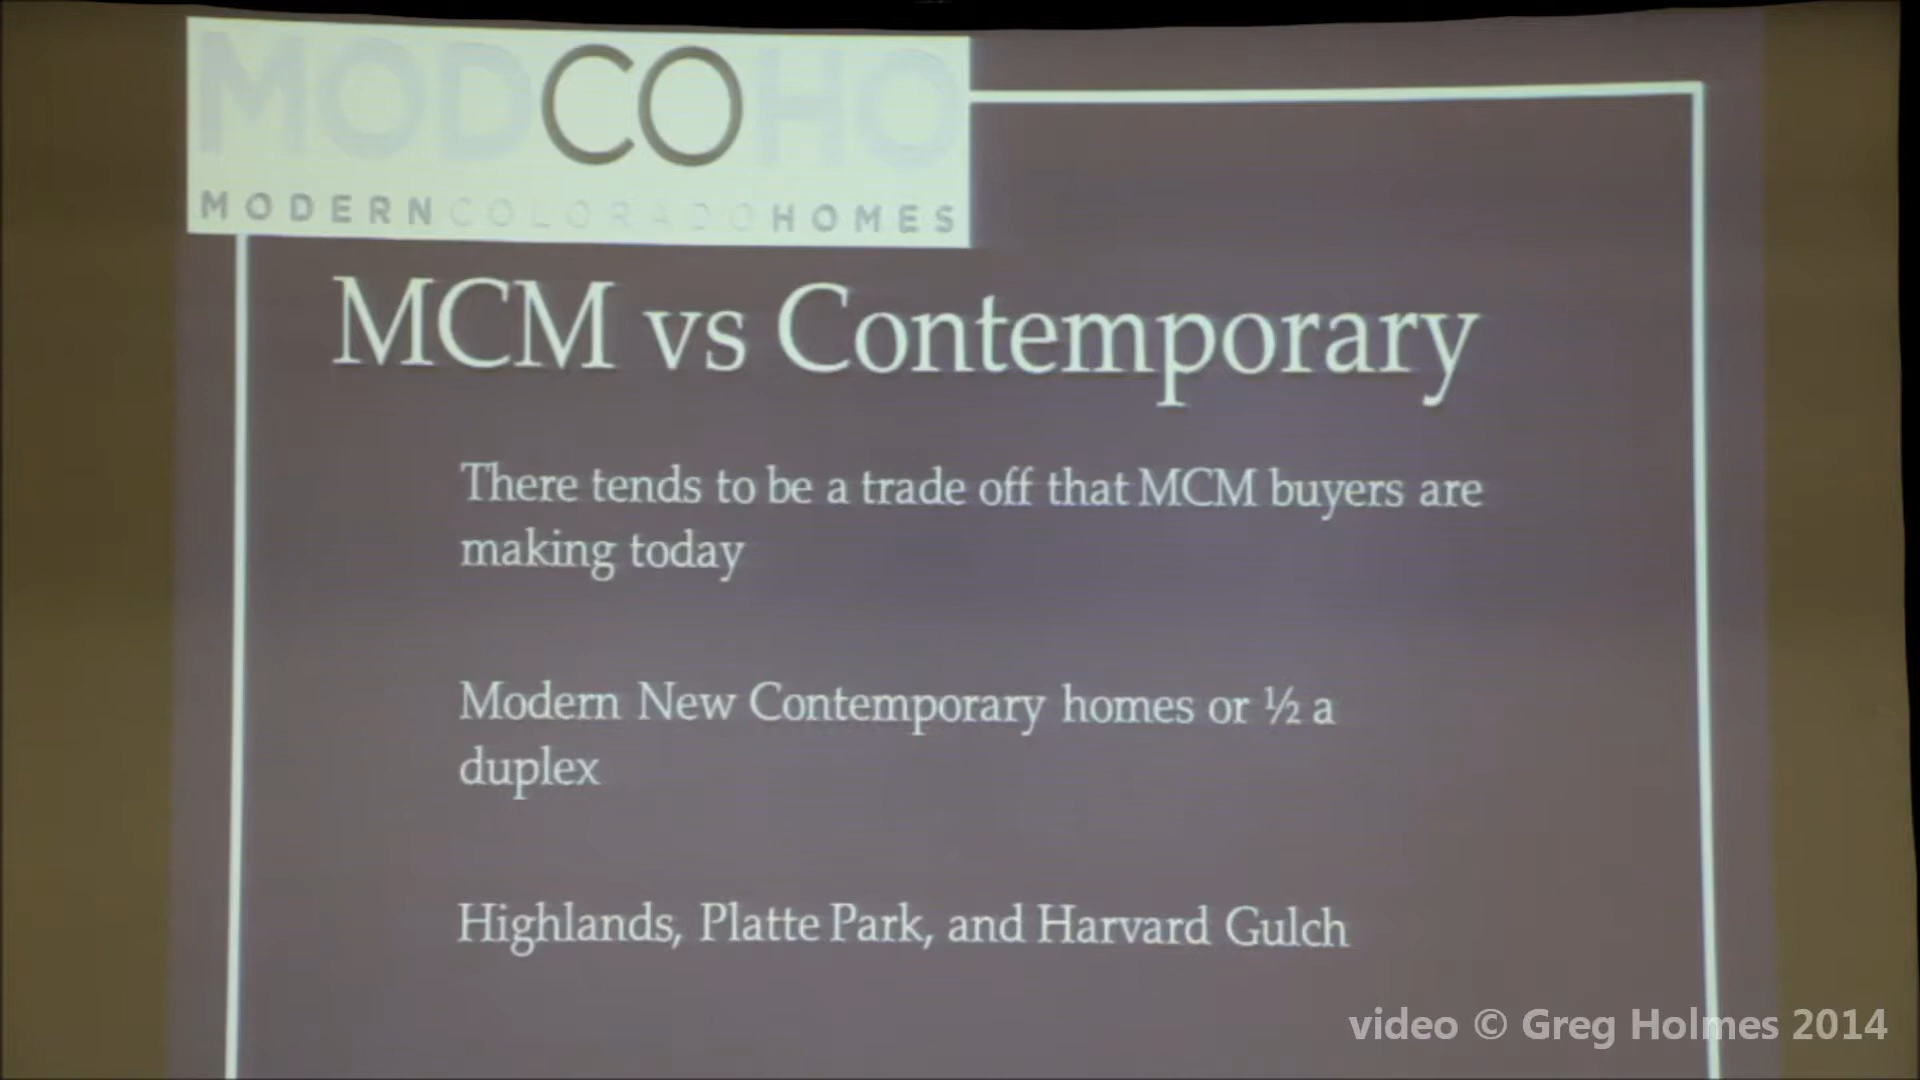 MODCOHO
MODERNCOLORADOHOMES
MCM vs Contemporary
There tends to be a trade off that MCM buyers are
making today
Modern New Contemporary homes or ½ a
duplex
Highlands, Platte Park, and Harvard Gulch
video © Greg Holmes 2014